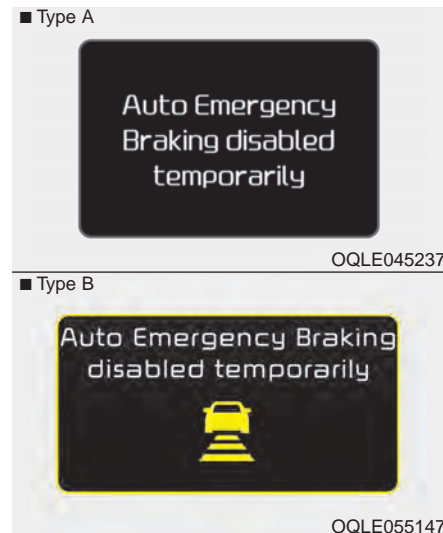 ■ Type A
Auto Emergency
Braking disabled
temporarily
OQLE045237
■ Type B
Auto Emergency Braking
disabled temporarily
OQLE055147